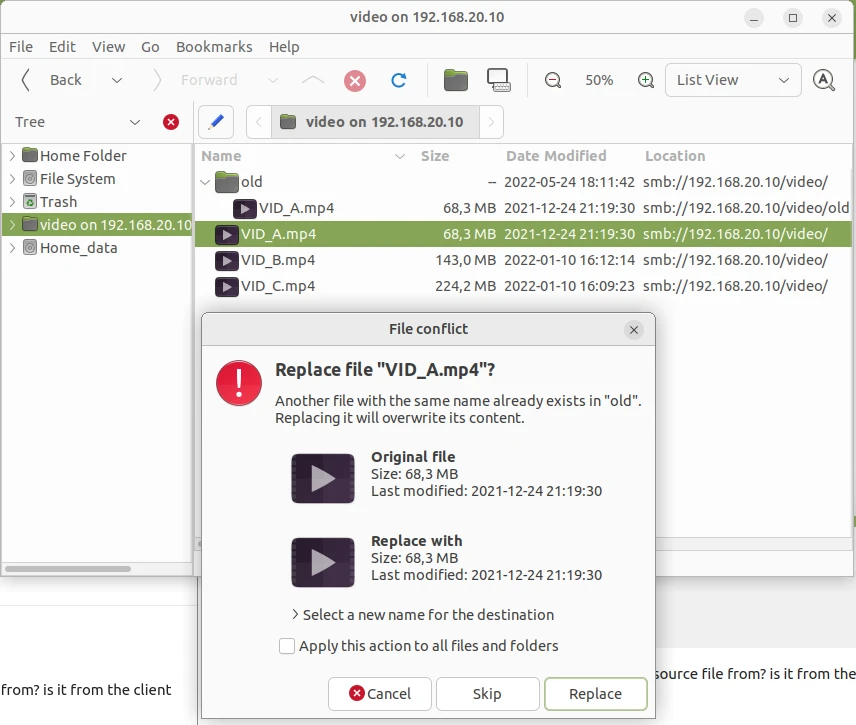 video on 192.168.20.10
File Edit View Go Bookmarks Help
Back Forward 50% List View
Tree video on 192.168.20.10
Name Size Date Modified Location
Home Folder
File System
Trash
video on 192.168.20.10
Home_data
old -- 2022-05-24 18:11:42 smb://192.168.20.10/video/
VID_A.mp4 68,3 MB 2021-12-24 21:19:30 smb://192.168.20.10/video/old
VID_A.mp4 68,3 MB 2021-12-24 21:19:30 smb://192.168.20.10/video/
VID_B.mp4 143,0 MB 2022-01-10 16:12:14 smb://192.168.20.10/video/
VID_C.mp4 224,2 MB 2022-01-10 16:09:23 smb://192.168.20.10/video/
File conflict
Replace file "VID_A.mp4"?
Another file with the same name already exists in "old".
Replacing it will overwrite its content.
Original file
Size: 68,3 MB
Last modified: 2021-12-24 21:19:30
Replace with
Size: 68,3 MB
Last modified: 2021-12-24 21:19:30
Select a new name for the destination
Apply this action to all files and folders
Cancel Skip Replace
from? is it from the client
source file from? is it from the